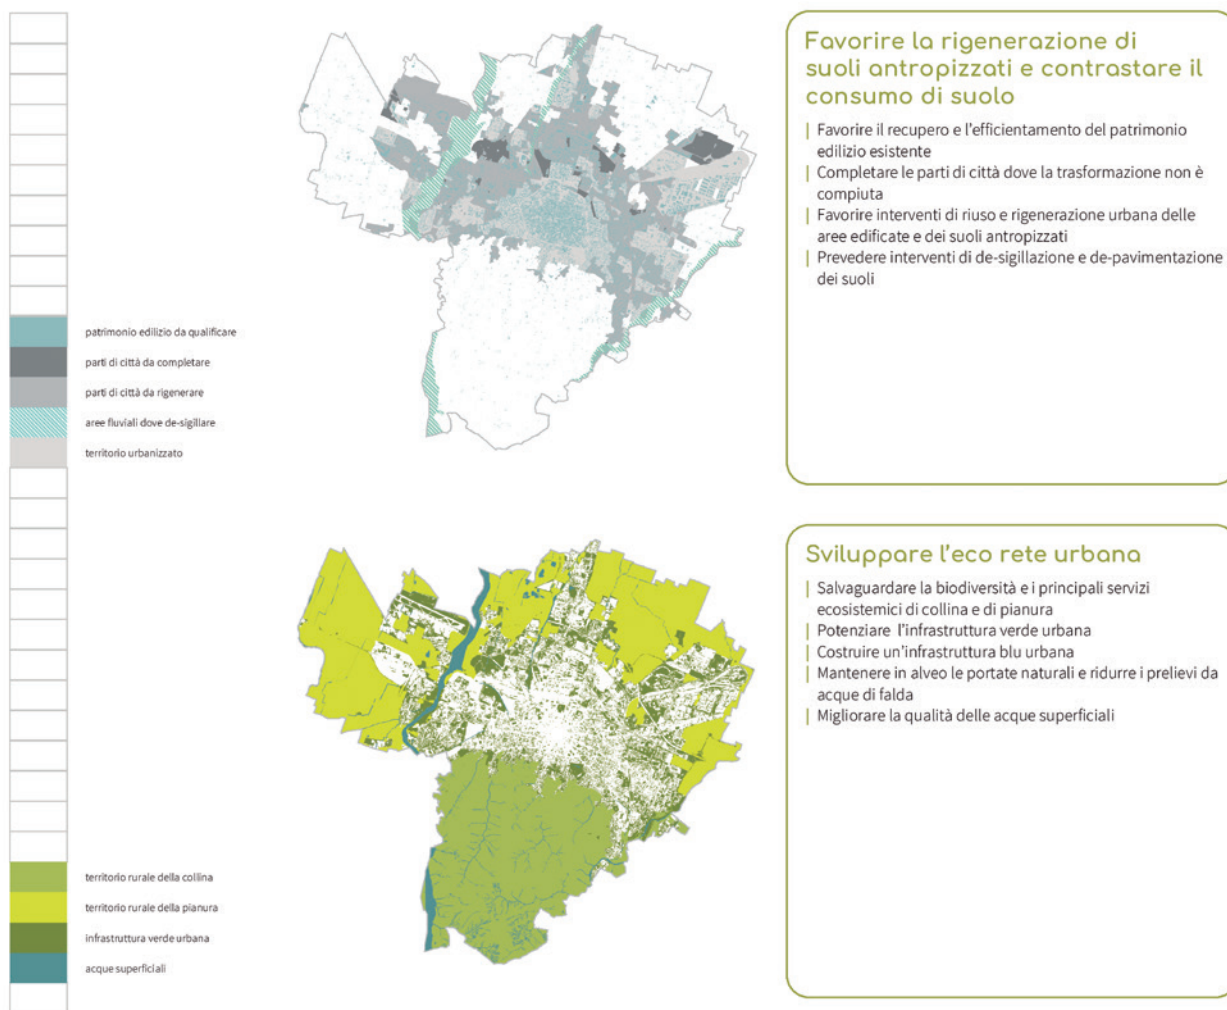 Favorire la rigenerazione di
suoli antropizzati e contrastare il
consumo di suolo
Favorire il recupero e l'efficientamento del patrimonio
edilizio esistente
Completare le parti di città dove la trasformazione non è
compiuta
Favorire interventi di riuso e rigenerazione urbana delle
aree edificate e dei suoli antropizzati
Prevedere interventi di de-sigillazione e de-pavimentazione
dei suoli
patrimonio edilizio da qualificare
parti di città da completare
parti di città da rigenerare
aree fluviali dove de-sigillare
territorio urbanizzato
Sviluppare l'eco rete urbana
Salvaguardare la biodiversità e i principali servizi
ecosistemici di collina e di pianura
Potenziare l'infrastruttura verde urbana
Costruire un'infrastruttura blu urbana
Mantenere in alveo le portate naturali e ridurre i prelievi da
acque di falda
Migliorare la qualità delle acque superficiali
territorio rurale della collina
territorio rurale della pianura
infrastruttura verde urbana
acque superficiali